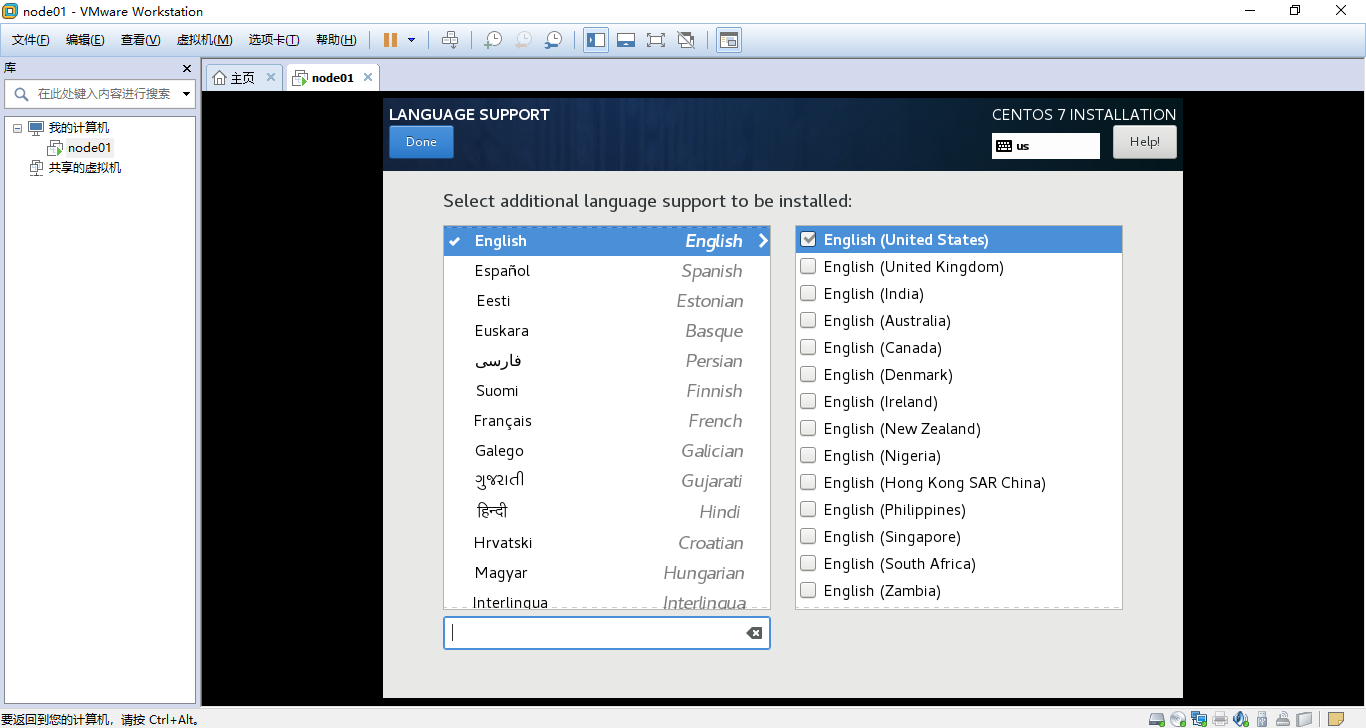 node01 - VMware Workstation
文件(F) 编辑(E) 查看(V) 虚拟机(M) 选项卡(T) 帮助(H)
库
在此处键入内容进行搜索
我的计算机
node01
共享的虚拟机
主页 node01
LANGUAGE SUPPORT
CENTOS 7 INSTALLATION
Done
us
Help!
Select additional language support to be installed:
English English
Español Spanish
Eesti Estonian
Euskara Basque
فارسی Persian
Suomi Finnish
Français French
Galego Galician
ગુજરાતી Gujarati
हिन्दी Hindi
Hrvatski Croatian
Magyar Hungarian
Interlingua Interlingua
English (United States)
English (United Kingdom)
English (India)
English (Australia)
English (Canada)
English (Denmark)
English (Ireland)
English (New Zealand)
English (Nigeria)
English (Hong Kong SAR China)
English (Philippines)
English (Singapore)
English (South Africa)
English (Zambia)
要返回到您的计算机，请按 Ctrl+Alt。